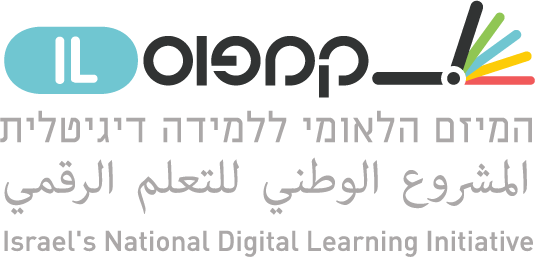 קמפוס IL
המיזם הלאומי ללמידה דיגיטלית
المشروع الوطني للتعلم الرقمي
Israel's National Digital Learning Initiative